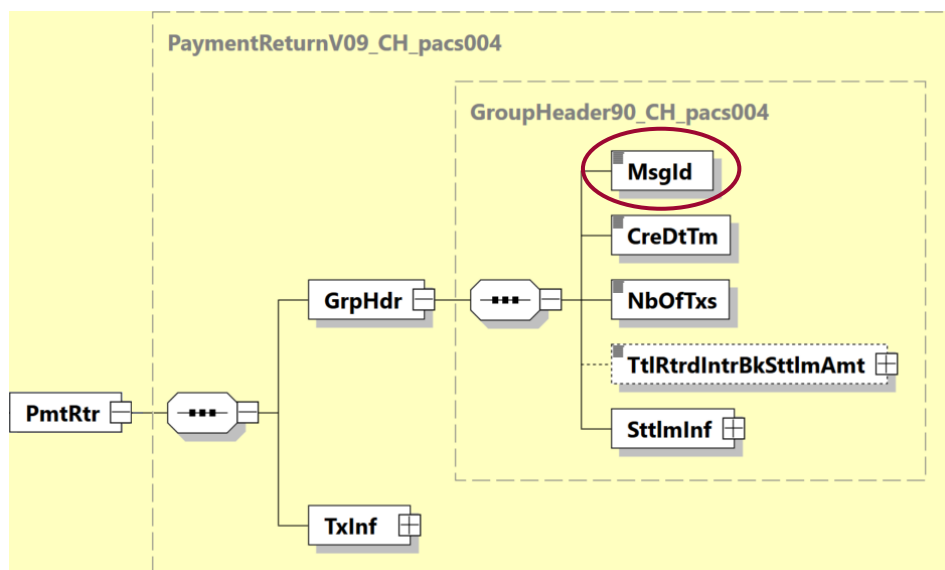 PaymentReturnV09_CH_pacs004
GroupHeader90_CH_pacs004
MsgId
CreDtTm
GrpHdr
NbOfTxs
TtlRtrdIntrBkSttlmAmt
PmtRtr
SttlmInf
TxInf